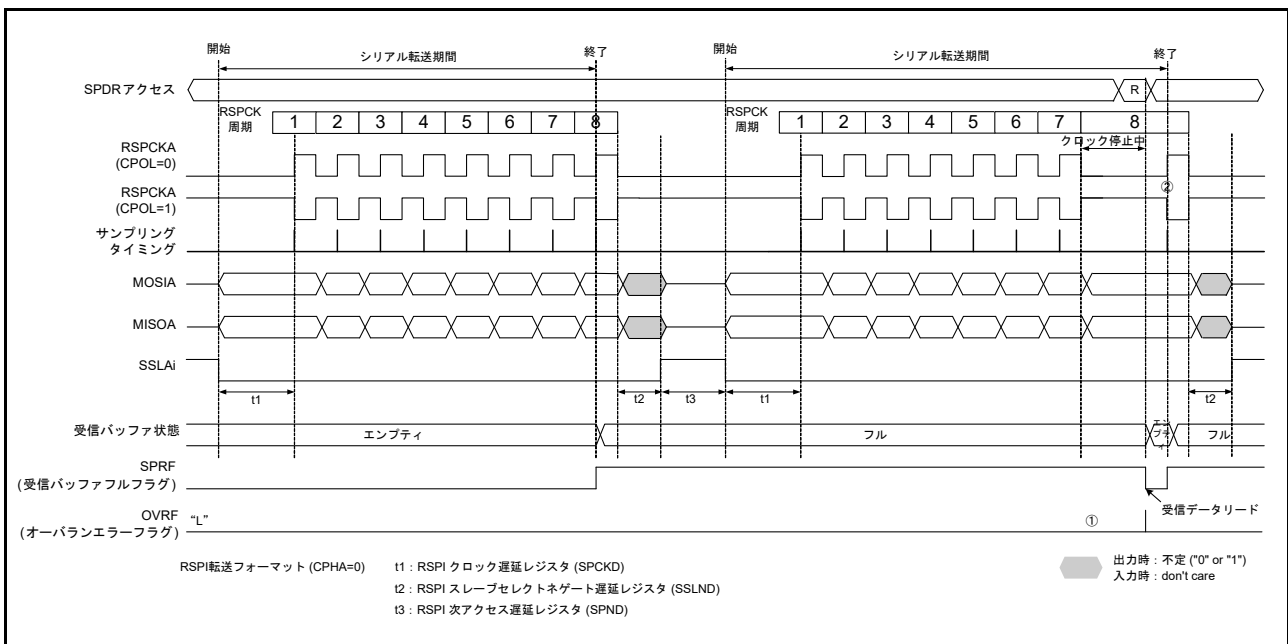 開始
シリアル転送期間
終了
開始
シリアル転送期間
終了
SPDRアクセス
R
RSPCK
周期
1 2 3 4 5 6 7 8
RSPCK
周期
1 2 3 4 5 6 7 8
クロック停止中
RSPCKA
(CPOL=0)
②
RSPCKA
(CPOL=1)
サンプリング
タイミング
MOSIA
MISOA
SSLAi
t1
t2
t3
t1
t2
受信バッファ状態
エンプティ
フル
エンプティ
フル
SPRF
(受信バッファフルフラグ)
受信データリード
OVRF
(オーバランエラーフラグ)
“L”
①
RSPI転送フォーマット (CPHA=0)
t1 : RSPI クロック遅延レジスタ (SPCKD)
t2 : RSPI スレーブセレクトネゲート遅延レジスタ (SSLND)
t3 : RSPI 次アクセス遅延レジスタ (SPND)
出力時 : 不定 ("0" or "1")
入力時 : don't care